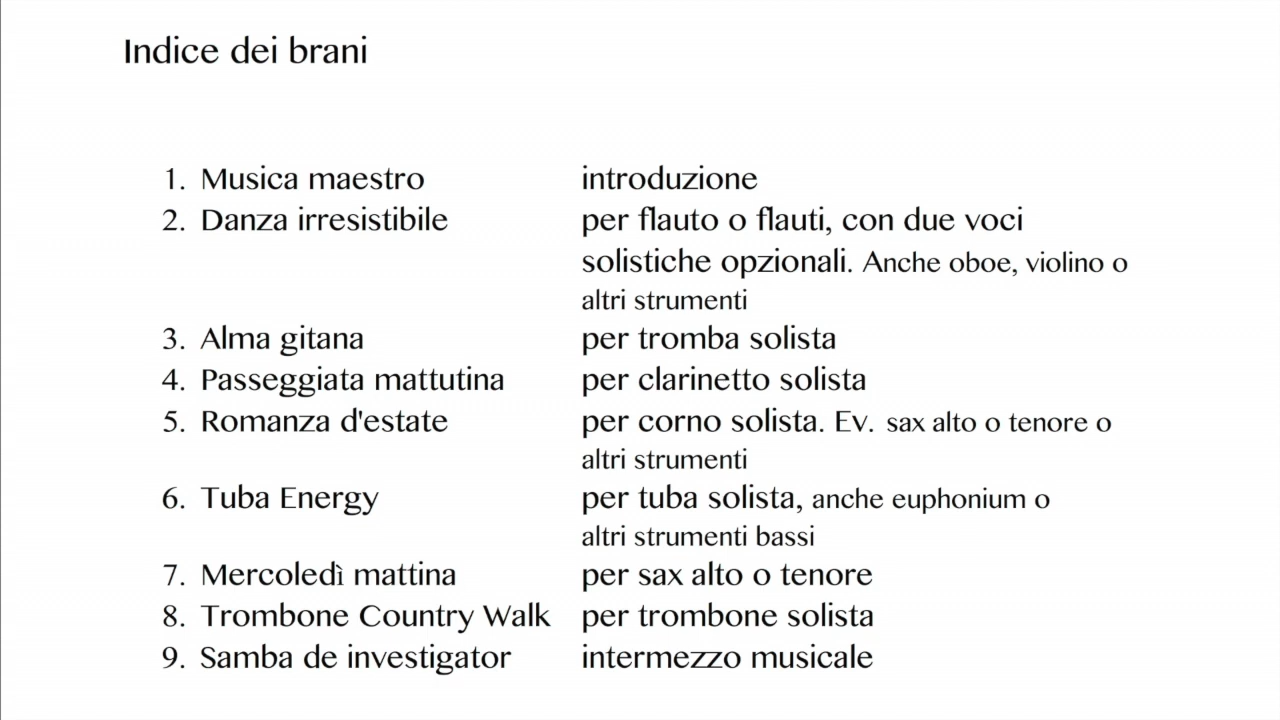 Indice dei brani
1. Musica maestro introduzione
2. Danza irresistibile per flauto o flauti, con due voci
solistiche opzionali. Anche oboe, violino o
altri strumenti
3. Alma gitana per tromba solista
4. Passeggiata mattutina per clarinetto solista
5. Romanza d'estate per corno solista. Ev. sax alto o tenore o
altri strumenti
6. Tuba Energy per tuba solista, anche euphonium o
altri strumenti bassi
7. Mercoledì mattina per sax alto o tenore
8. Trombone Country Walk per trombone solista
9. Samba de investigator intermezzo musicale